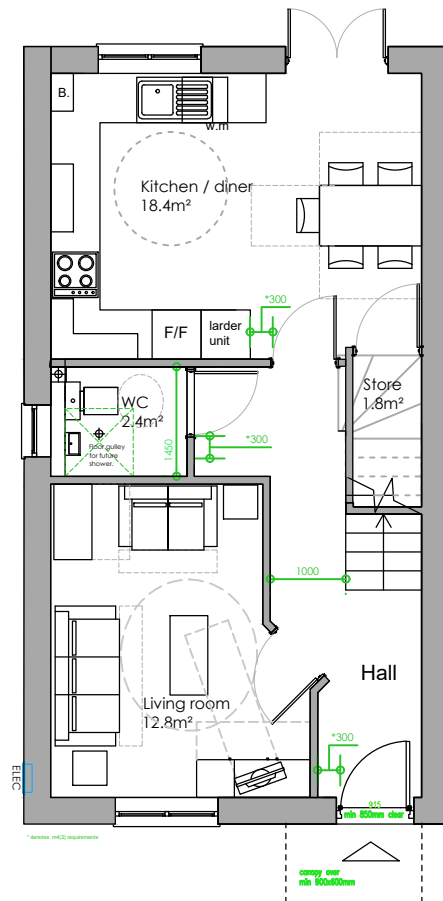 B.
w.m
Kitchen / diner
18.4m²
*300
F/F
larder
unit
Store
1.8m²
WC
2.4m²
Floor gulley
for future
shower.
1450
*300
1000
Hall
Living room
12.8m²
*300
ELEC
915
min 850mm clear
* denotes m4(2) requirements
canopy over
min 900x600mm